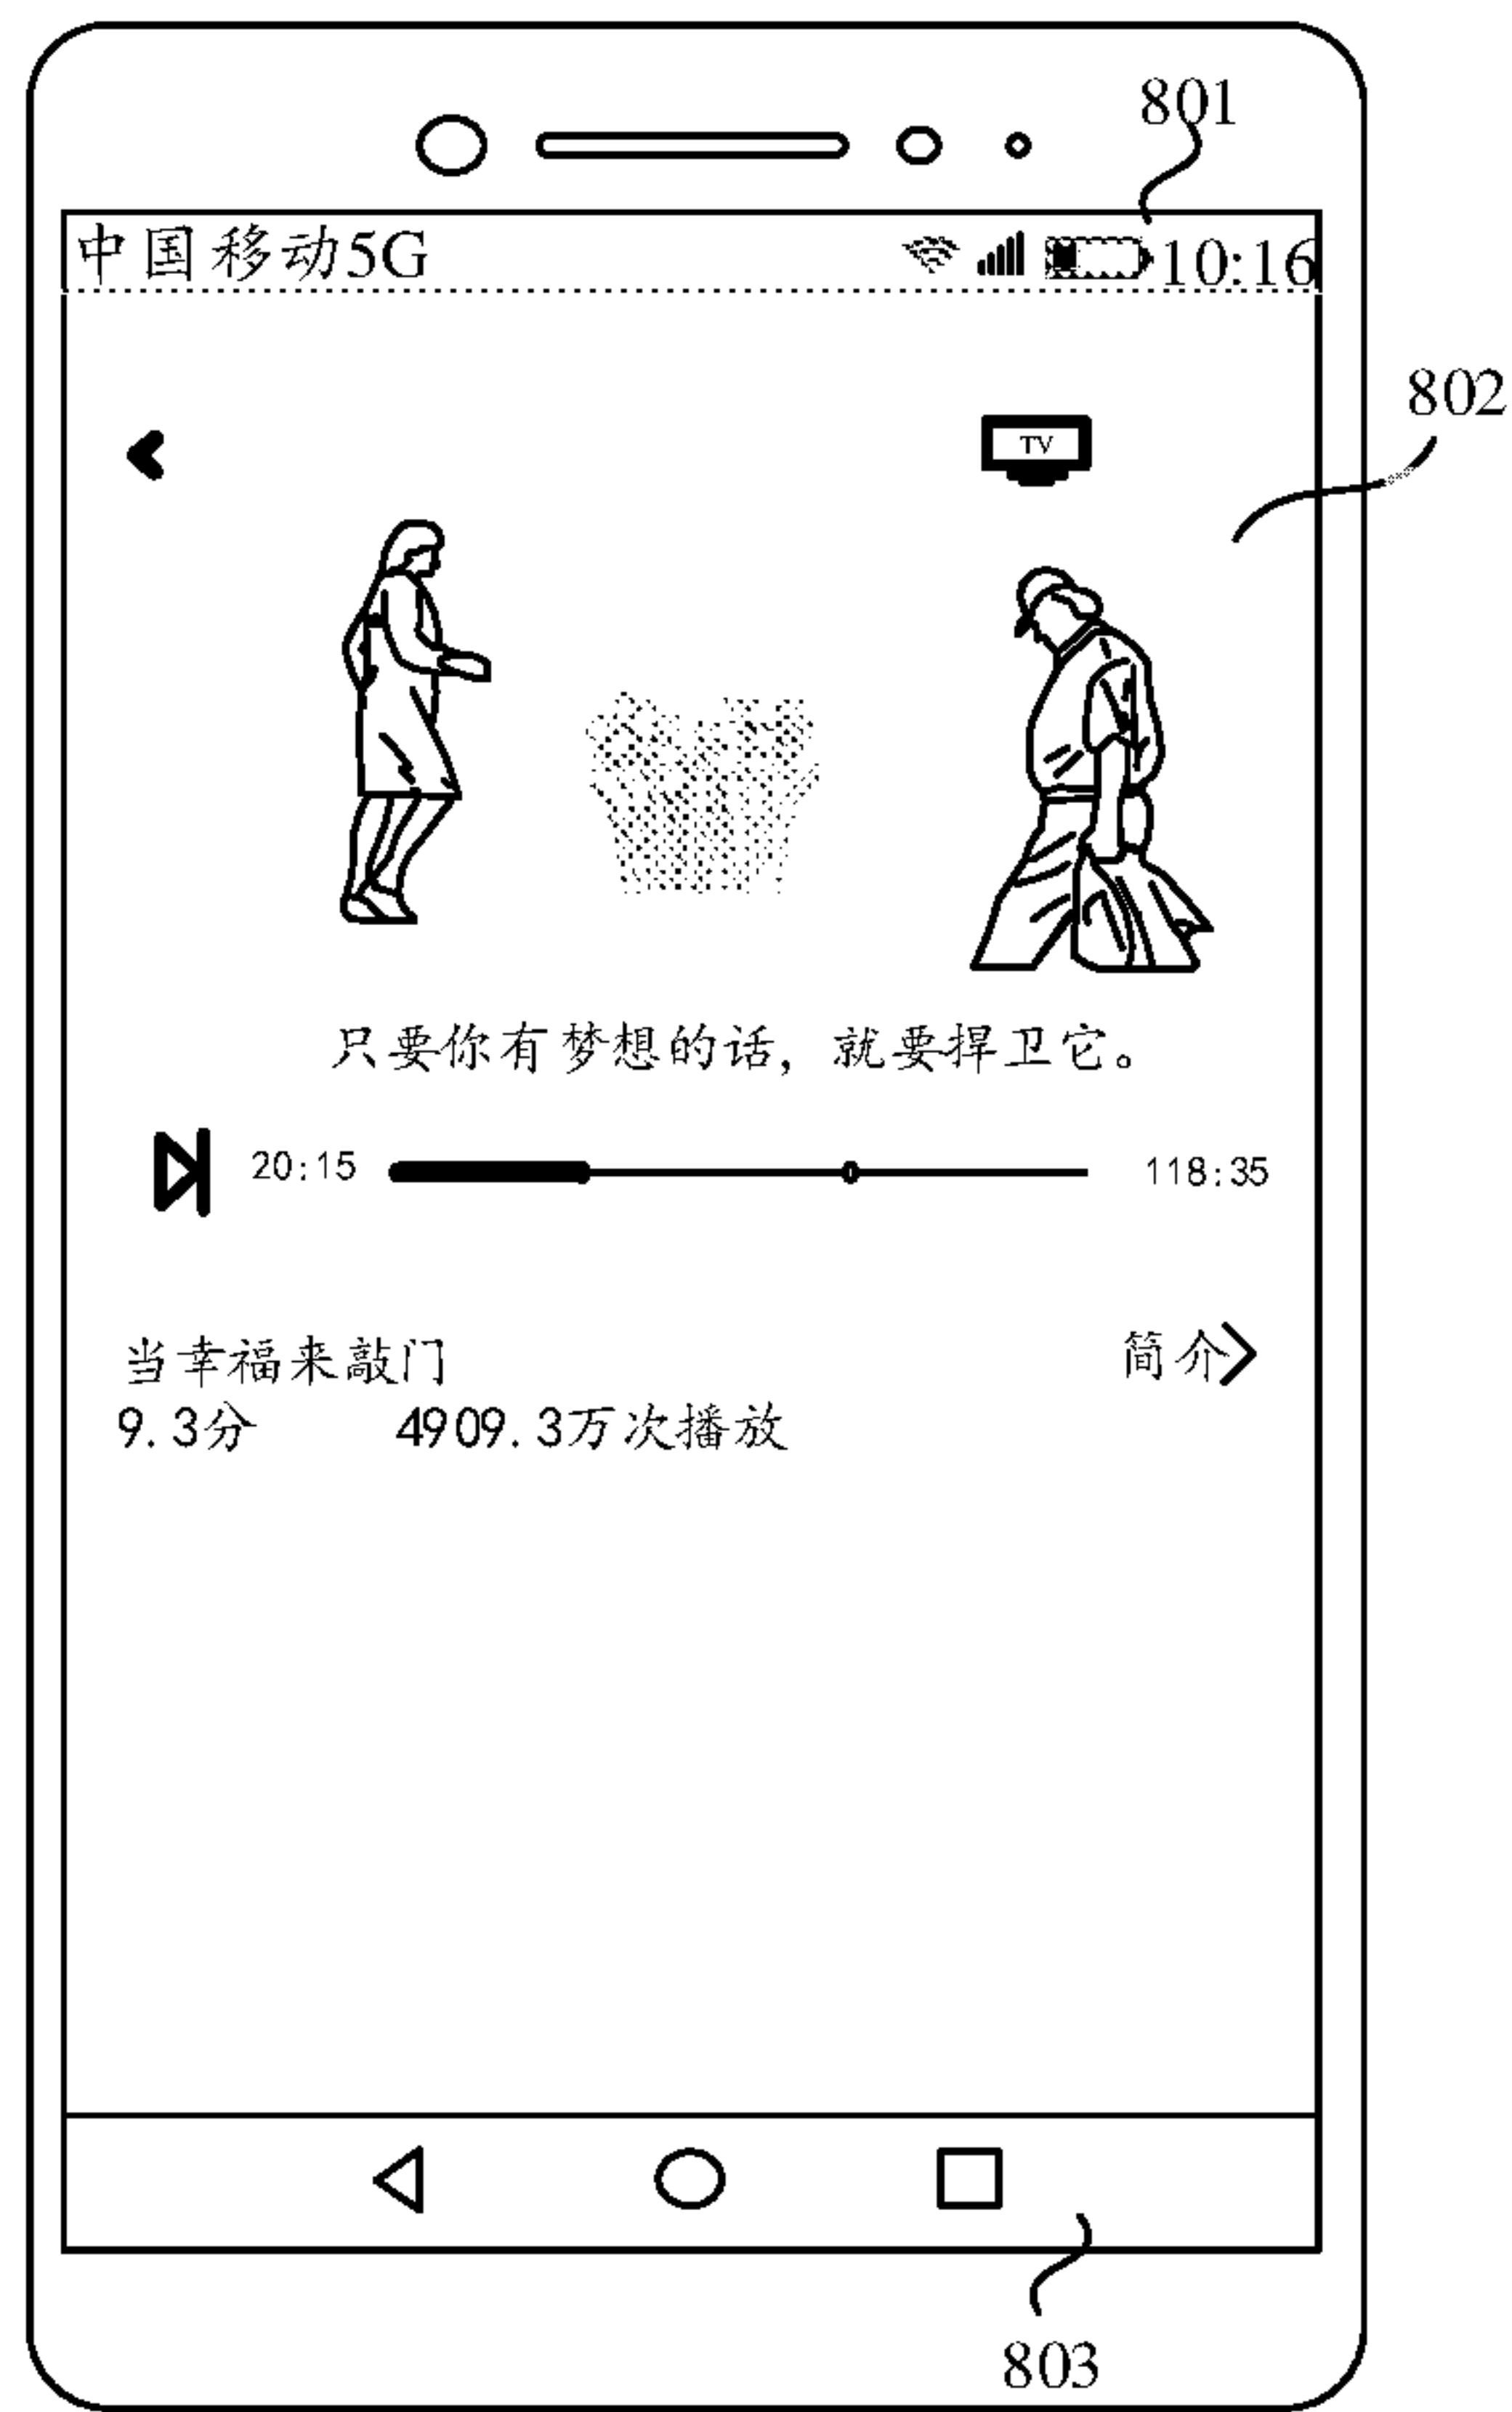 801
中国移动5G 10:16
802
TV
只要你有梦想的话，就要捍卫它。
20:15 118:35
当幸福来敲门 简介
9.3分 4909.3万次播放
803